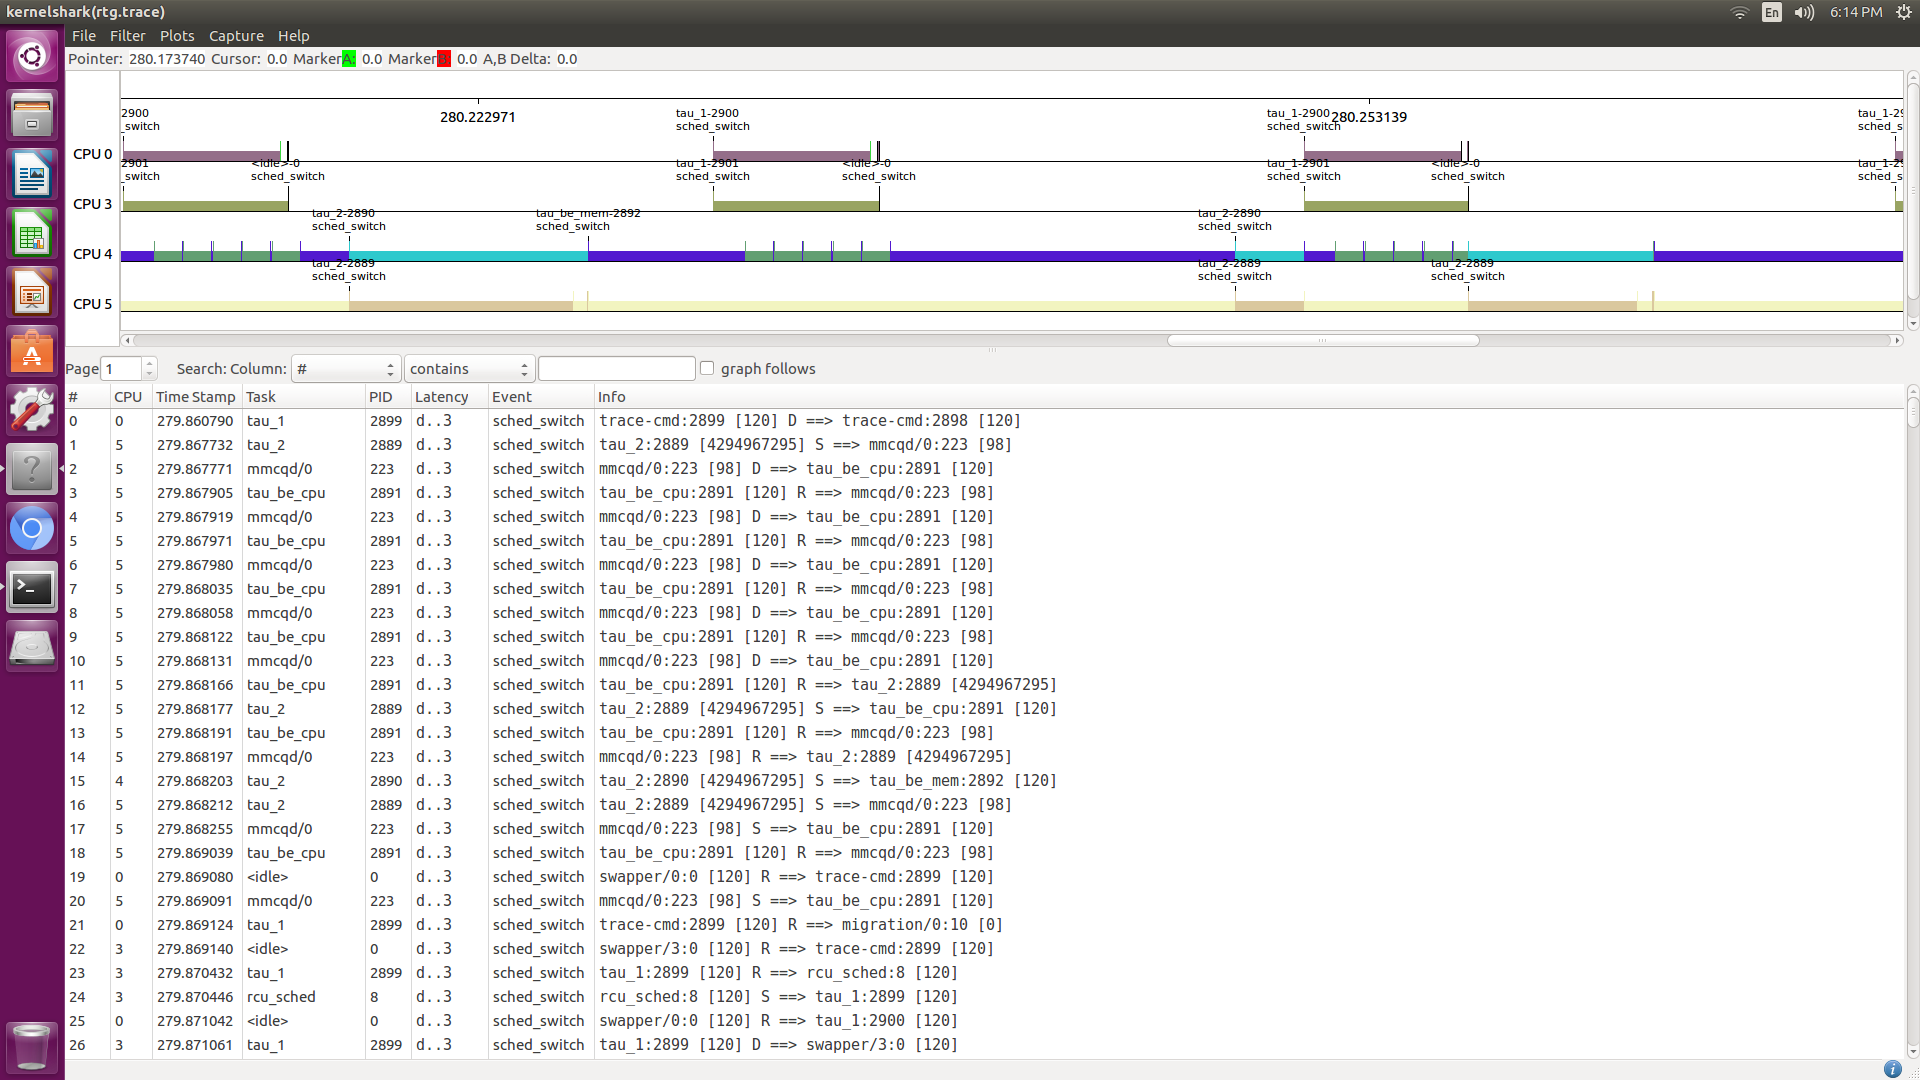 kernelshark(rtg.trace)
En 6:14 PM
File Filter Plots Capture Help
Pointer: 280.173740 Cursor: 0.0 MarkerA: 0.0 Marker 0.0 A,B Delta: 0.0
2900 tau_1-2900 tau_1-2900 tau_1-29
280.222971 280.253139
_switch sched_switch sched_switch sched_s
CPU 0
2901 <idle>-0 tau_1-2901 <idle>-0 tau_1-2901 <idle>-0 tau_1-29
_switch sched_switch sched_switch sched_switch sched_switch sched_switch sched_s
CPU 3
tau_2-2890 tau_be_mem-2892 tau_2-2890
sched_switch sched_switch sched_switch
CPU 4
tau_2-2889 tau_2-2889 tau_2-2889
sched_switch sched_switch sched_switch
CPU 5
Page 1 Search: Column: # contains graph follows
# CPU Time Stamp Task PID Latency Event Info
0 0 279.860790 tau_1 2899 d..3 sched_switch trace-cmd:2899 [120] D ==> trace-cmd:2898 [120]
1 5 279.867732 tau_2 2889 d..3 sched_switch tau_2:2889 [4294967295] S ==> mmcqd/0:223 [98]
2 5 279.867771 mmcqd/0 223 d..3 sched_switch mmcqd/0:223 [98] D ==> tau_be_cpu:2891 [120]
3 5 279.867905 tau_be_cpu 2891 d..3 sched_switch tau_be_cpu:2891 [120] R ==> mmcqd/0:223 [98]
4 5 279.867919 mmcqd/0 223 d..3 sched_switch mmcqd/0:223 [98] D ==> tau_be_cpu:2891 [120]
5 5 279.867971 tau_be_cpu 2891 d..3 sched_switch tau_be_cpu:2891 [120] R ==> mmcqd/0:223 [98]
6 5 279.867980 mmcqd/0 223 d..3 sched_switch mmcqd/0:223 [98] D ==> tau_be_cpu:2891 [120]
7 5 279.868035 tau_be_cpu 2891 d..3 sched_switch tau_be_cpu:2891 [120] R ==> mmcqd/0:223 [98]
8 5 279.868058 mmcqd/0 223 d..3 sched_switch mmcqd/0:223 [98] D ==> tau_be_cpu:2891 [120]
9 5 279.868122 tau_be_cpu 2891 d..3 sched_switch tau_be_cpu:2891 [120] R ==> mmcqd/0:223 [98]
10 5 279.868131 mmcqd/0 223 d..3 sched_switch mmcqd/0:223 [98] D ==> tau_be_cpu:2891 [120]
11 5 279.868166 tau_be_cpu 2891 d..3 sched_switch tau_be_cpu:2891 [120] R ==> tau_2:2889 [4294967295]
12 5 279.868177 tau_2 2889 d..3 sched_switch tau_2:2889 [4294967295] S ==> tau_be_cpu:2891 [120]
13 5 279.868191 tau_be_cpu 2891 d..3 sched_switch tau_be_cpu:2891 [120] R ==> mmcqd/0:223 [98]
14 5 279.868197 mmcqd/0 223 d..3 sched_switch mmcqd/0:223 [98] R ==> tau_2:2889 [4294967295]
15 4 279.868203 tau_2 2890 d..3 sched_switch tau_2:2890 [4294967295] S ==> tau_be_mem:2892 [120]
16 5 279.868212 tau_2 2889 d..3 sched_switch tau_2:2889 [4294967295] S ==> mmcqd/0:223 [98]
17 5 279.868255 mmcqd/0 223 d..3 sched_switch mmcqd/0:223 [98] S ==> tau_be_cpu:2891 [120]
18 5 279.869039 tau_be_cpu 2891 d..3 sched_switch tau_be_cpu:2891 [120] R ==> mmcqd/0:223 [98]
19 0 279.869080 <idle> 0 d..3 sched_switch swapper/0:0 [120] R ==> trace-cmd:2899 [120]
20 5 279.869091 mmcqd/0 223 d..3 sched_switch mmcqd/0:223 [98] S ==> tau_be_cpu:2891 [120]
21 0 279.869124 tau_1 2899 d..3 sched_switch trace-cmd:2899 [120] R ==> migration/0:10 [0]
22 3 279.869140 <idle> 0 d..3 sched_switch swapper/3:0 [120] R ==> trace-cmd:2899 [120]
23 3 279.870432 tau_1 2899 d..3 sched_switch tau_1:2899 [120] R ==> rcu_sched:8 [120]
24 3 279.870446 rcu_sched 8 d..3 sched_switch rcu_sched:8 [120] S ==> tau_1:2899 [120]
25 0 279.871042 <idle> 0 d..3 sched_switch swapper/0:0 [120] R ==> tau_1:2900 [120]
26 3 279.871061 tau_1 2899 d..3 sched_switch tau_1:2899 [120] D ==> swapper/3:0 [120]